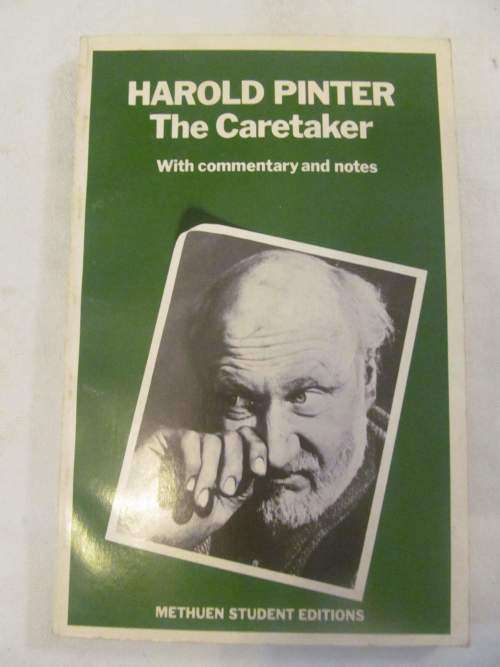 HAROLD PINTER
The Caretaker
With commentary and notes
METHUEN STUDENT EDITIONS